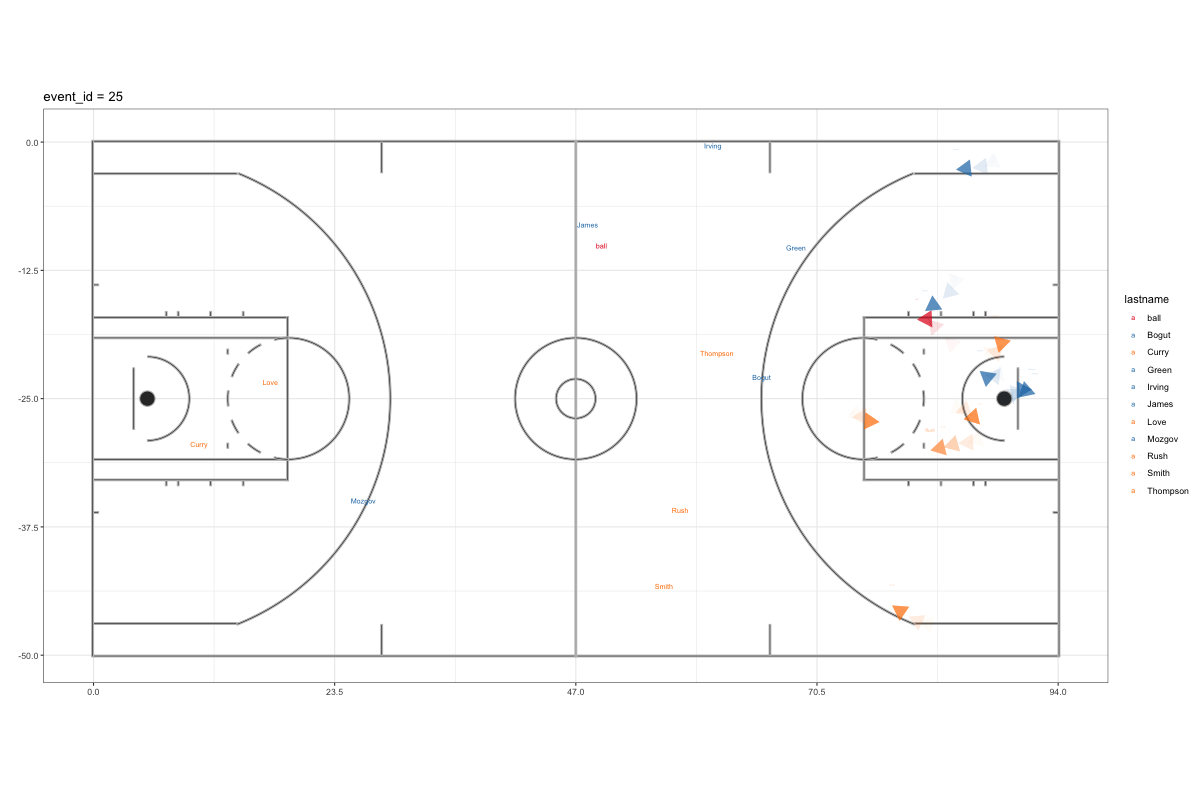 event_id = 25
0.0
-12.5
-25.0
-37.5
-50.0
Irving
James
ball
Green
Thompson
Bogut
Love
Curry
Mozgov
Rush
Smith
0.0
23.5
47.0
70.5
94.0
lastname
a ball
a Bogut
a Curry
a Green
a Irving
a James
a Love
a Mozgov
a Rush
a Smith
a Thompson